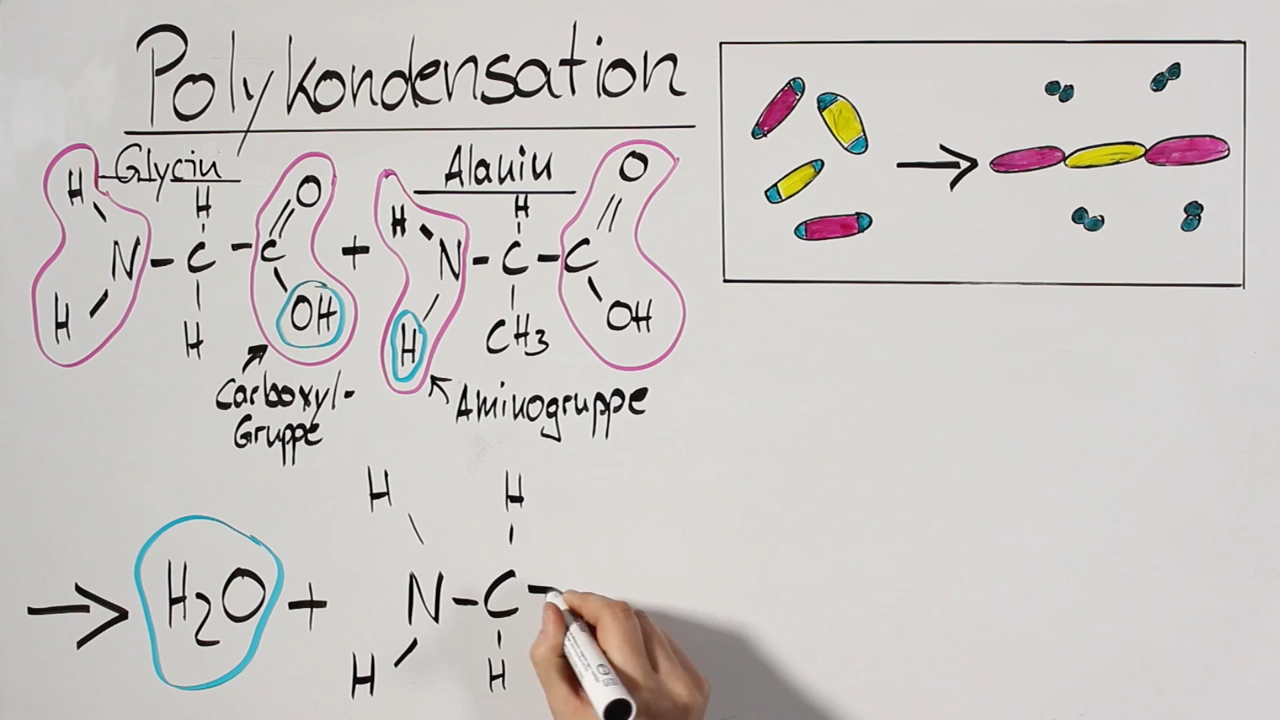 Polykondensation
Glycin
Alanin
H H O H H O
N - C - C + N - C - C
H H OH H CH3 OH
Carboxyl-
Gruppe
Aminogruppe
H H
→ H2O + N - C -
H H